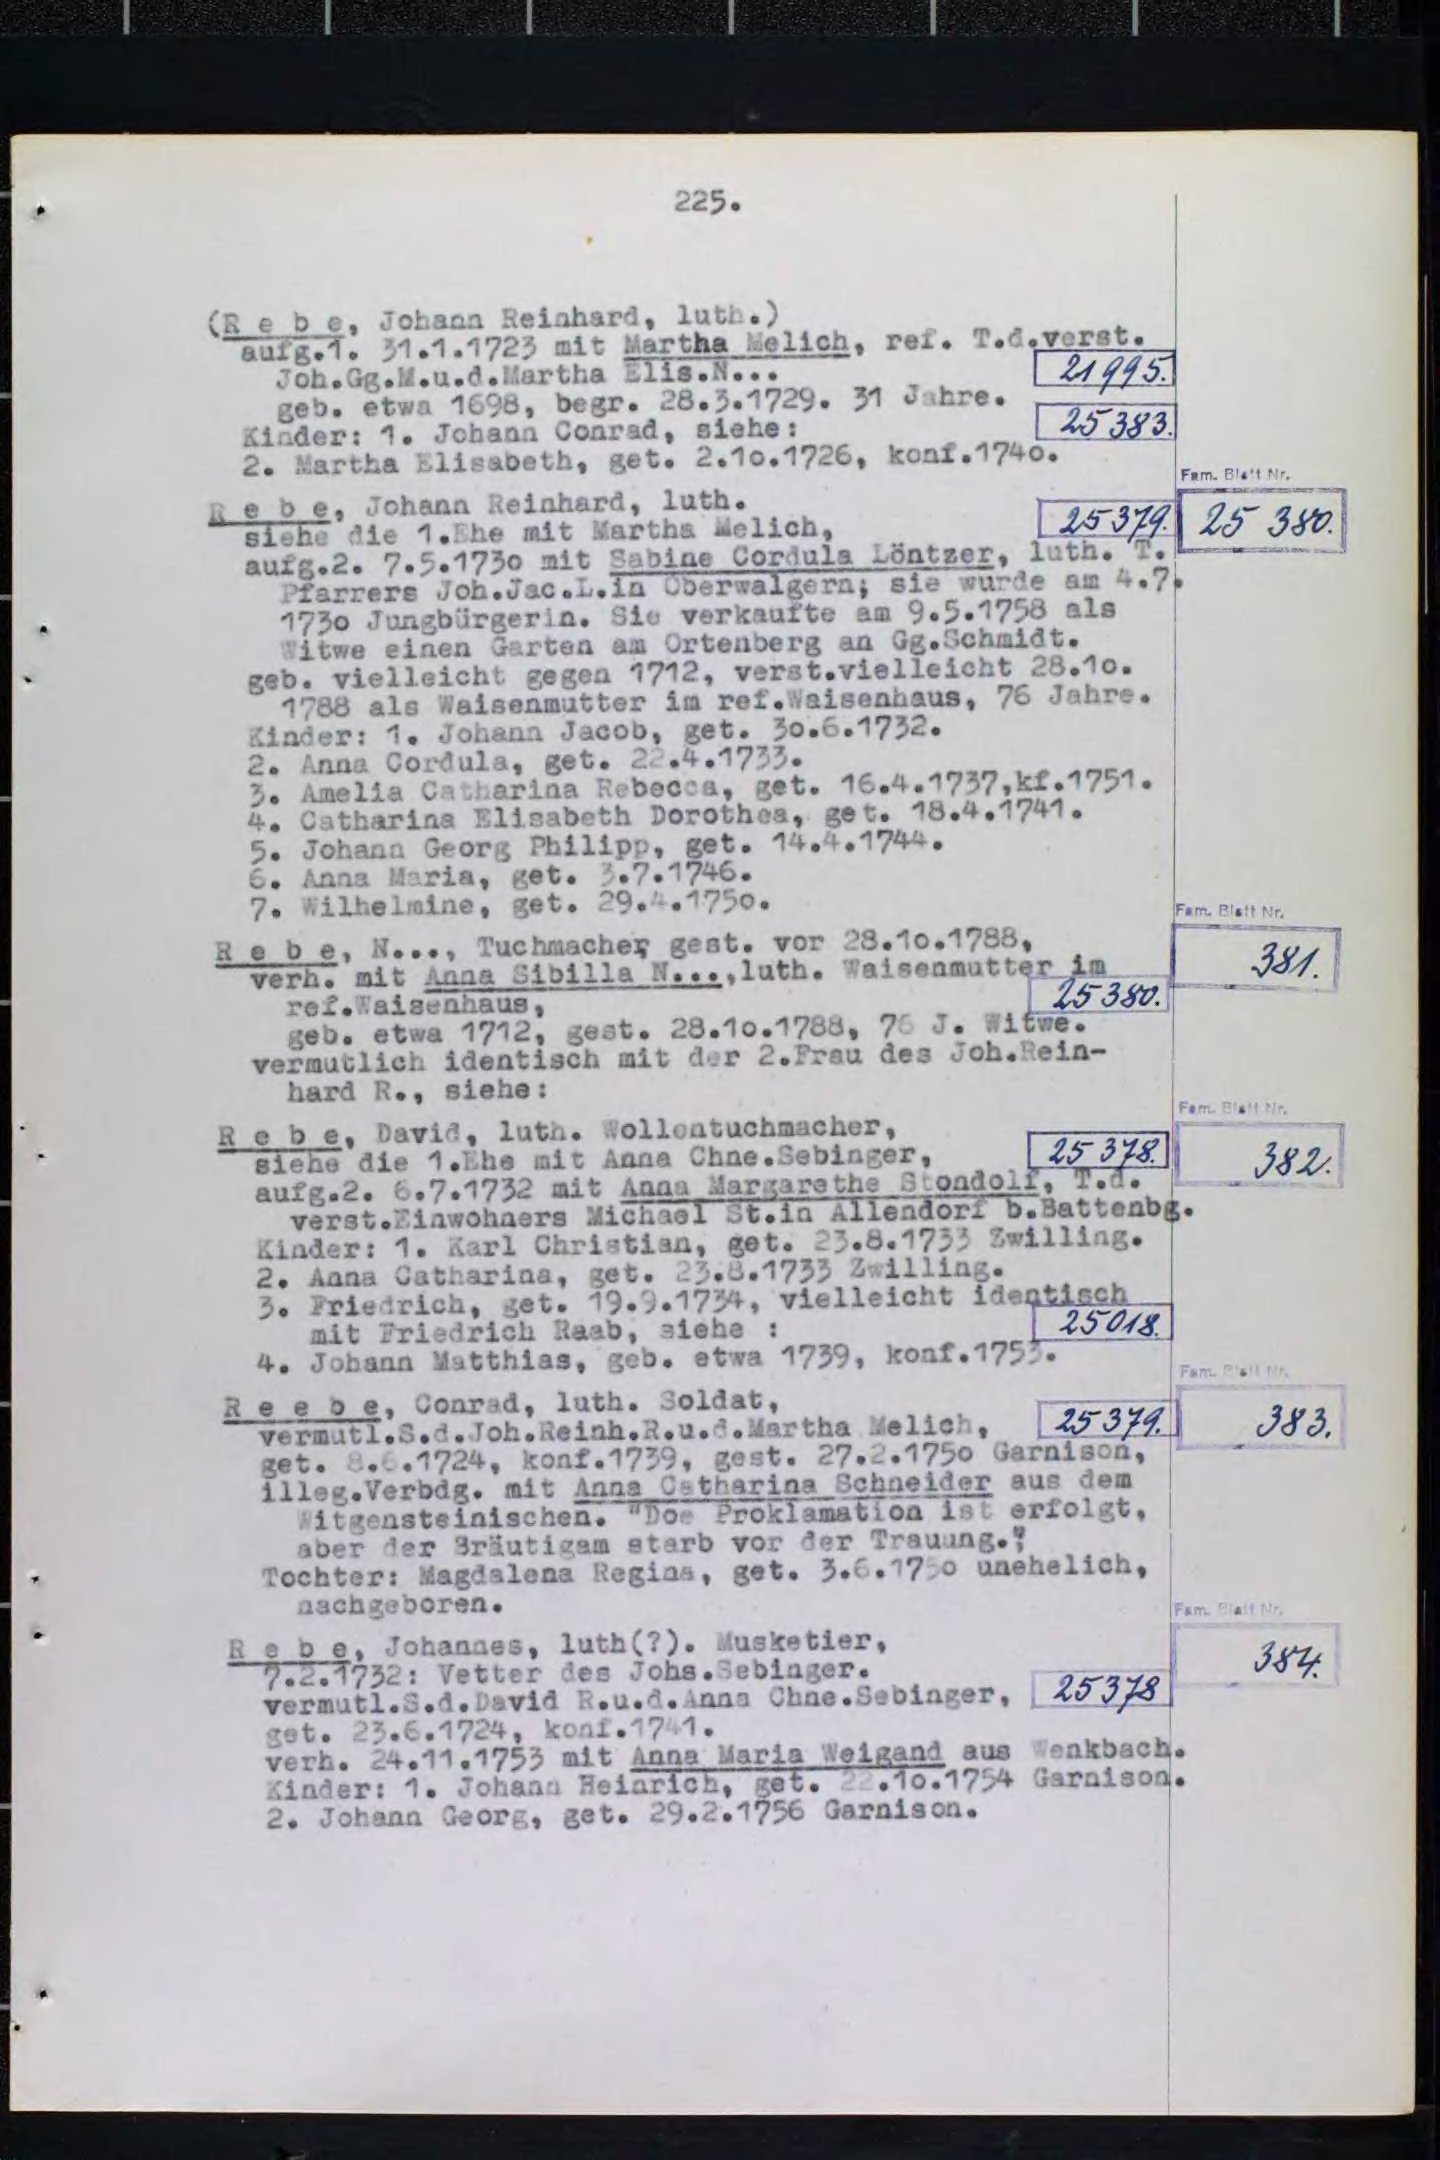 225.
(R e b e, Johann Reinhard, luth.)
aufg.1. 31.1.1723 mit Martha Melich, ref. T.d.verst.
Joh.Gg.M.u.d.Martha Elis.N... 21995.
geb. etwa 1698, begr. 28.3.1729. 31 Jahre.
Kinder: 1. Johann Conrad, siehe: 25383.
2. Martha Elisabeth, get. 2.1o.1726, konf.174o.
Fam. Blatt Nr.
R e b e, Johann Reinhard, luth.
siehe die 1.Ehe mit Martha Melich, 25379. 25 380.
aufg.2. 7.5.173o mit Sabine Cordula Löntzer, luth. T.
Pfarrers Joh.Jac.L.in Oberwalgern; sie wurde am 4.7.
173o Jungbürgerin. Sie verkaufte am 9.5.1758 als
Witwe einen Garten am Ortenberg an Gg.Schmidt.
geb. vielleicht gegen 1712, verst.vielleicht 28.1o.
1788 als Waisenmutter im ref.Waisenhaus, 76 Jahre.
Kinder: 1. Johann Jacob, get. 3o.6.1732.
2. Anna Cordula, get. 22.4.1733.
3. Amelia Catharina Rebecca, get. 16.4.1737,kf.1751.
4. Catharina Elisabeth Dorothea, get. 18.4.1741.
5. Johann Georg Philipp, get. 14.4.1744.
6. Anna Maria, get. 3.7.1746.
7. Wilhelmine, get. 29.4.175o.
Fam. Blatt Nr.
R e b e, N..., Tuchmacher, gest. vor 28.1o.1788,
verh. mit Anna Sibilla N...,luth. Waisenmutter im 381.
ref.Waisenhaus, 25380.
geb. etwa 1712, gest. 28.1o.1788, 76 J. Witwe.
vermutlich identisch mit der 2.Frau des Joh.Rein-
hard R., siehe:
Fam. Blatt Nr.
R e b e, David, luth. Wollentuchmacher,
siehe die 1.Ehe mit Anna Chne.Sebinger, 25378. 382.
aufg.2. 6.7.1732 mit Anna Margarethe Stondolf, T.d.
verst.Einwohners Michael St.in Allendorf b.Battenbg.
Kinder: 1. Karl Christian, get. 23.8.1733 Zwilling.
2. Anna Catharina, get. 23.8.1733 Zwilling.
3. Friedrich, get. 19.9.1734, vielleicht identisch
mit Friedrich Raab, siehe : 25018.
4. Johann Matthias, geb. etwa 1739, konf.1753.
Fam. Blatt Nr.
R e e b e, Conrad, luth. Soldat,
vermutl.S.d.Joh.Reinh.R.u.d.Martha Melich, 25379. 383.
get. 8.6.1724, konf.1739, gest. 27.2.175o Garnison,
illeg.Verbdg. mit Anna Catharina Schneider aus dem
Witgensteinischen. "Doe Proklamation ist erfolgt,
aber der Bräutigam starb vor der Trauung."
Tochter: Magdalena Regina, get. 3.6.175o unehelich,
nachgeboren.
Fam. Blatt Nr.
R e b e, Johannes, luth(?). Musketier,
7.2.1732: Vetter des Johs.Sebinger. 384.
vermutl.S.d.David R.u.d.Anna Chne.Sebinger, 25378
get. 23.6.1724, konf.1741.
verh. 24.11.1753 mit Anna Maria Weigand aus Wenkbach.
Kinder: 1. Johann Heinrich, get. 22.1o.1754 Garnison.
2. Johann Georg, get. 29.2.1756 Garnison.